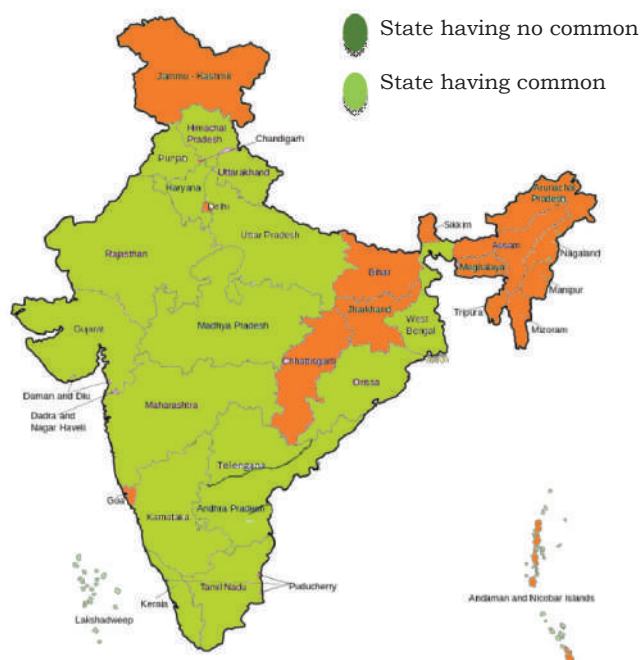 State having no common
State having common
Jammu - Kashmir
Himachal
Pradesh
Chandigarh
Punjab
Uttarakhand
Haryana
Delhi
Arunachal
Pradesh
Sikkim
Uttar Pradesh
Rajasthan
Assam
Nagaland
Bihar
Meghalaya
Manipur
Jharkhand
Tripura
West
Bengal
Mizoram
Gujarat
Madhya Pradesh
Chhattisgarh
Daman and Diu
Orissa
Dadra and
Nagar Haveli
Maharashtra
Telengana
Goa
Andhra Pradesh
Karnataka
Puducherry
Tamil Nadu
Kerala
Andaman and Nicobar Islands
Lakshadweep